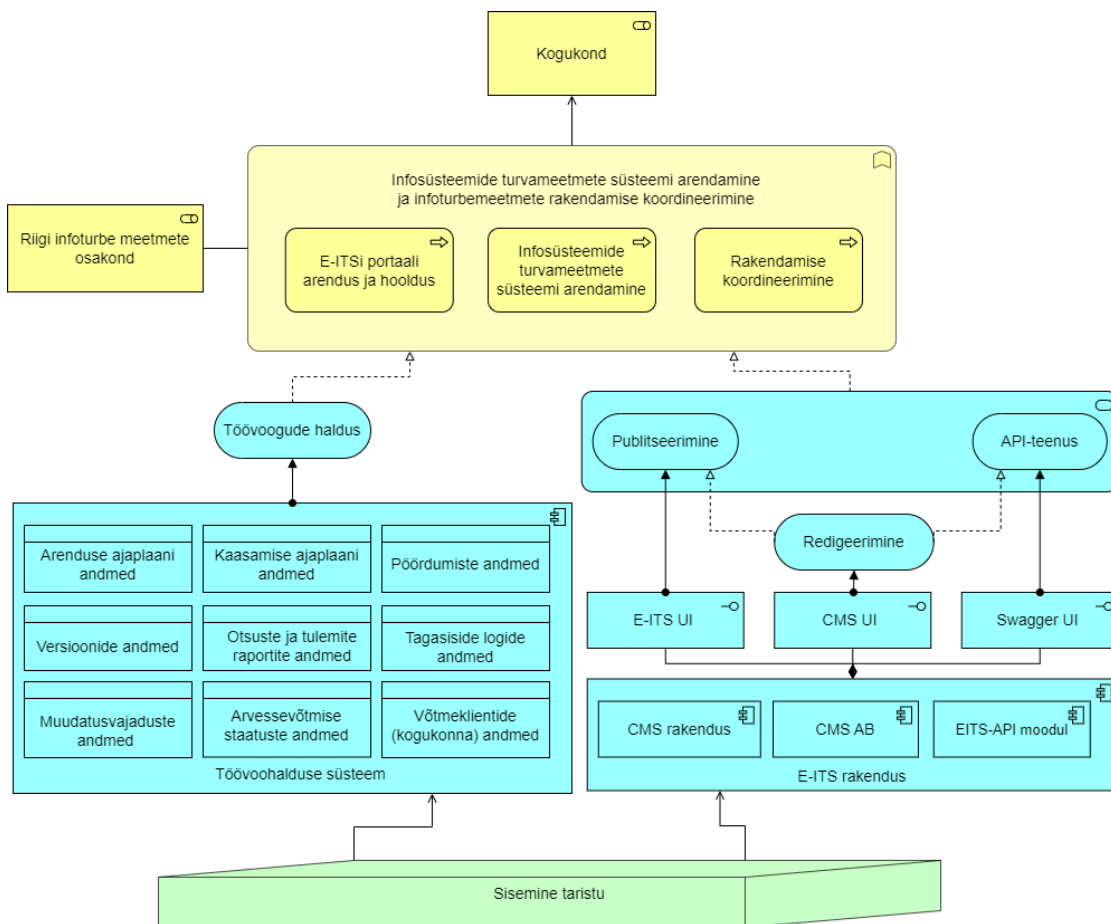 Kogukond
Infosüsteemide turvameetmete süsteemi arendamine
ja infoturbemeetmete rakendamise koordineerimine
Riigi infoturbe meetmete
osakond
E-ITSi portaali
arendus ja hooldus
Infosüsteemide
turvameetmete
süsteemi arendamine
Rakendamise
koordineerimine
Töövoogude haldus
Publitseerimine
API-teenus
Redigeerimine
Arenduse ajaplaani
andmed
Kaasamise ajaplaani
andmed
Pöördumiste andmed
Versioonide andmed
Otsuste ja tulemite
raportite andmed
Tagasiside logide
andmed
Muudatusvajaduste
andmed
Arvessevõtmise
staatuste andmed
Võtmeklientide
(kogukonna) andmed
Töövoohalduse süsteem
E-ITS UI
CMS UI
Swagger UI
CMS rakendus
CMS AB
EITS-API moodul
E-ITS rakendus
Sisemine taristu